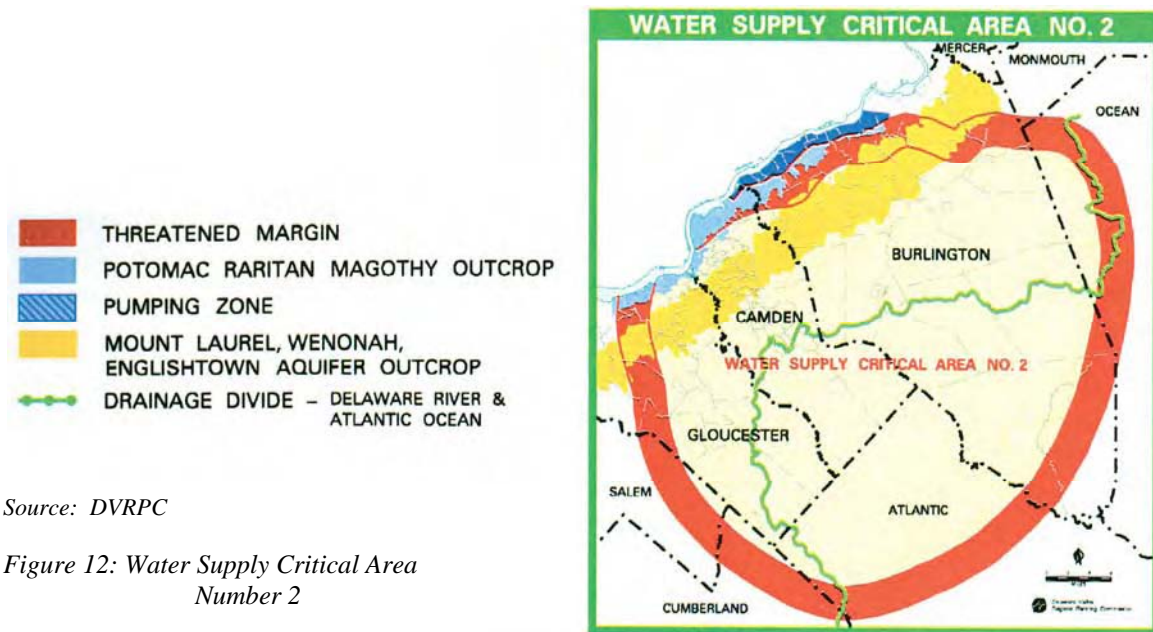 WATER SUPPLY CRITICAL AREA NO. 2
MERCER
MONMOUTH
OCEAN
BURLINGTON
CAMDEN
WATER SUPPLY CRITICAL AREA NO. 2
GLOUCESTER
SALEM
ATLANTIC
CUMBERLAND
THREATENED MARGIN
POTOMAC RARITAN MAGOTHY OUTCROP
PUMPING ZONE
MOUNT LAUREL, WENONAH,
ENGLISHTOWN AQUIFER OUTCROP
DRAINAGE DIVIDE – DELAWARE RIVER &
ATLANTIC OCEAN
Source: DVRPC
Figure 12: Water Supply Critical Area
Number 2